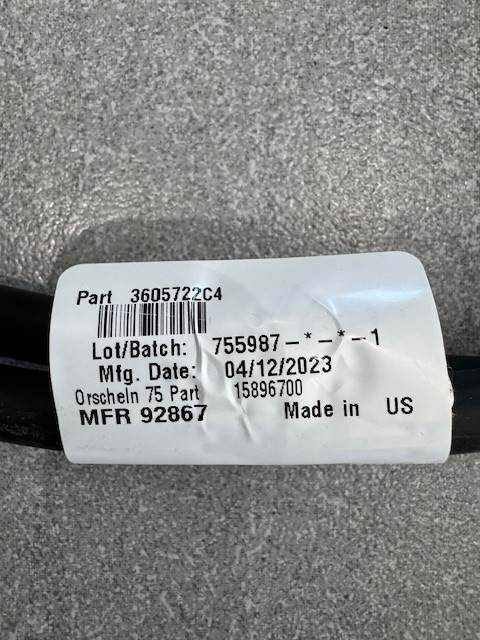 Part 3605722C4
Lot/Batch: 755987-*-*-1
Mfg. Date: 04/12/2023
Orscheln 75 Part 15896700
MFR 92867 Made in US